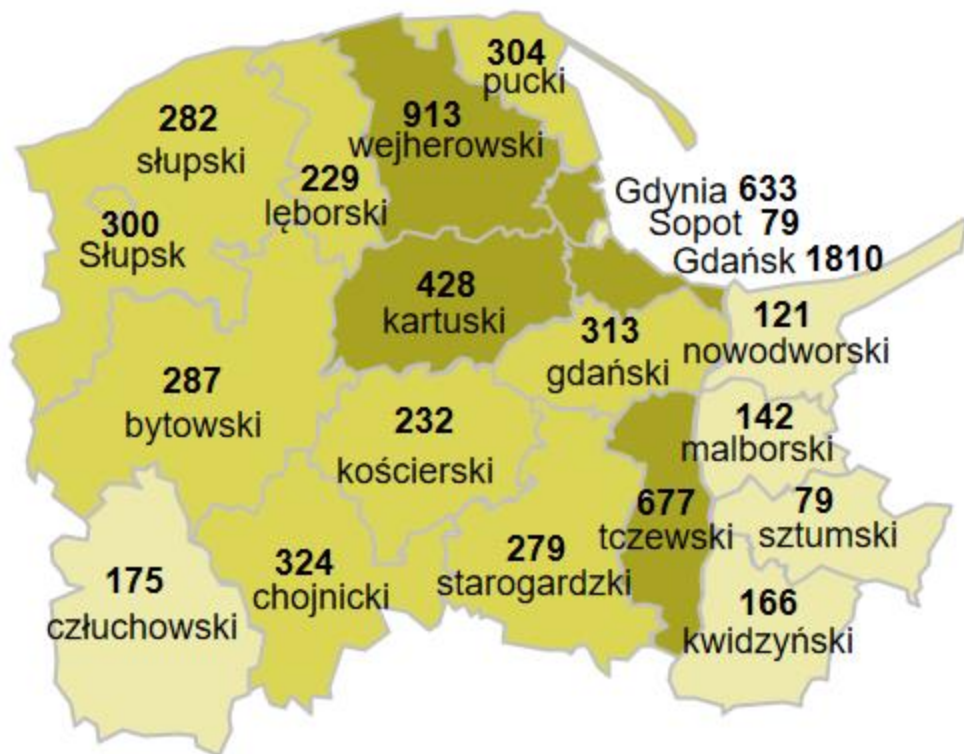 304
pucki
282
słupski
913
wejherowski
229
lęborski
Gdynia 633
Sopot 79
Gdańsk 1810
300
Słupsk
428
kartuski
313
gdański
121
nowodworski
287
bytowski
232
kościerski
142
malborski
677
tczewski
79
sztumski
279
starogardzki
324
chojnicki
175
człuchowski
166
kwidzyński